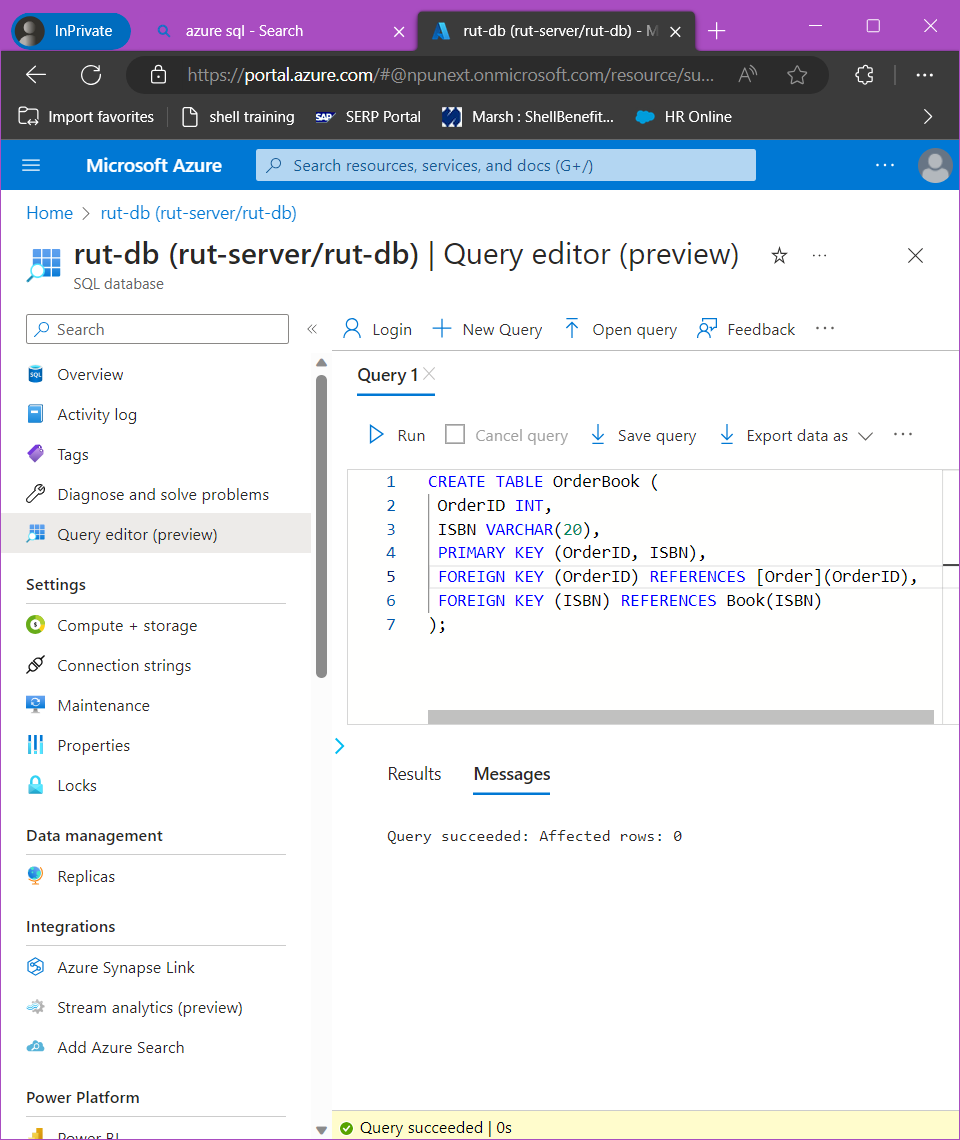 InPrivate
azure sql - Search
rut-db (rut-server/rut-db) - M
https://portal.azure.com/#@npunext.onmicrosoft.com/resource/su...
Import favorites
shell training
SAP SERP Portal
Marsh : ShellBenefit...
HR Online
Microsoft Azure
Search resources, services, and docs (G+/)
Home > rut-db (rut-server/rut-db)
rut-db (rut-server/rut-db) | Query editor (preview)
SQL database
Search
Login
New Query
Open query
Feedback
Overview
Activity log
Tags
Diagnose and solve problems
Query editor (preview)
Settings
Compute + storage
Connection strings
Maintenance
Properties
Locks
Data management
Replicas
Integrations
Azure Synapse Link
Stream analytics (preview)
Add Azure Search
Power Platform
Power BI
Query 1
Run
Cancel query
Save query
Export data as
1 CREATE TABLE OrderBook (
2 OrderID INT,
3 ISBN VARCHAR(20),
4 PRIMARY KEY (OrderID, ISBN),
5 FOREIGN KEY (OrderID) REFERENCES [Order](OrderID),
6 FOREIGN KEY (ISBN) REFERENCES Book(ISBN)
7 );
Results
Messages
Query succeeded: Affected rows: 0
Query succeeded | 0s